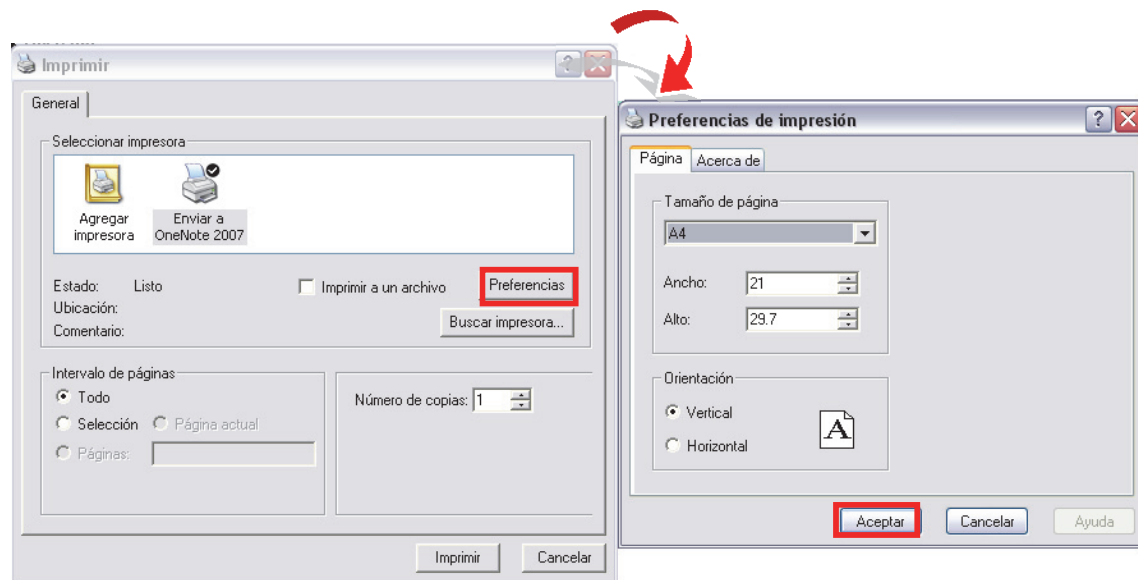 Imprimir
General
Seleccionar impresora
Agregar impresora
Enviar a OneNote 2007
Estado: Listo
Imprimir a un archivo
Preferencias
Ubicación:
Buscar impresora...
Comentario:
Intervalo de páginas
Todo
Selección
Página actual
Páginas:
Número de copias: 1
Imprimir
Cancelar
Preferencias de impresión
Página
Acerca de
Tamaño de página
A4
Ancho: 21
Alto: 29.7
Orientación
Vertical
Horizontal
A
Aceptar
Cancelar
Ayuda